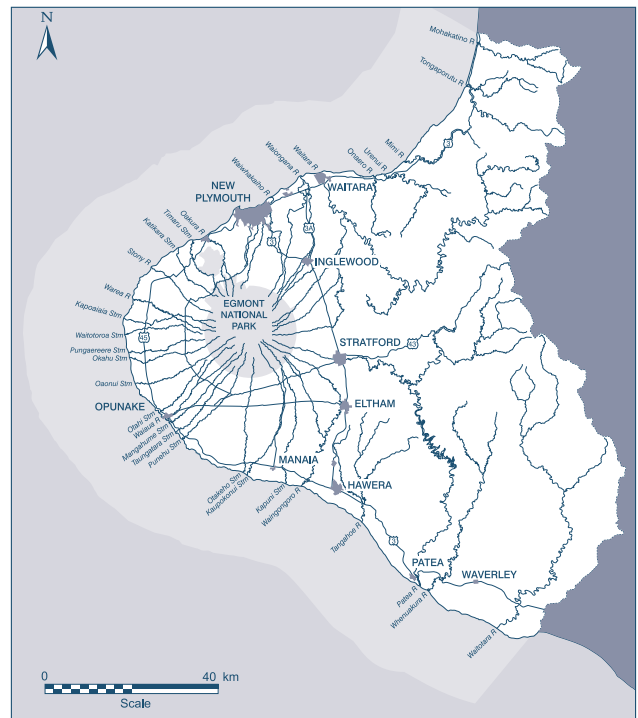 N
Mohakatino R
Tongaporutu R
3
Mimi R
Urenui R
Onaero R
Waitara R
Waiongana R
Waiwhakaiho R
WAITARA
NEW
PLYMOUTH
Oakura R
Timaru Stm
Katikara Stm
3
3A
Stony R
INGLEWOOD
Warea R
EGMONT
NATIONAL
PARK
Kapoaiaia Stm
45
Waitotoroa Stm
STRATFORD
43
Pungaereere Stm
Okahu Stm
Oaonui Stm
OPUNAKE
ELTHAM
Otahi Stm
Waiaua R
Mangahume Stm
Taungatara Stm
Punehu Stm
MANAIA
Otakeho Stm
Kaupokonui Stm
Kapuni Stm
Waingongoro R
HAWERA
Tangahoe R
3
PATEA
WAVERLEY
Patea R
Whenuakura R
Waitotara R
0 40 km
Scale